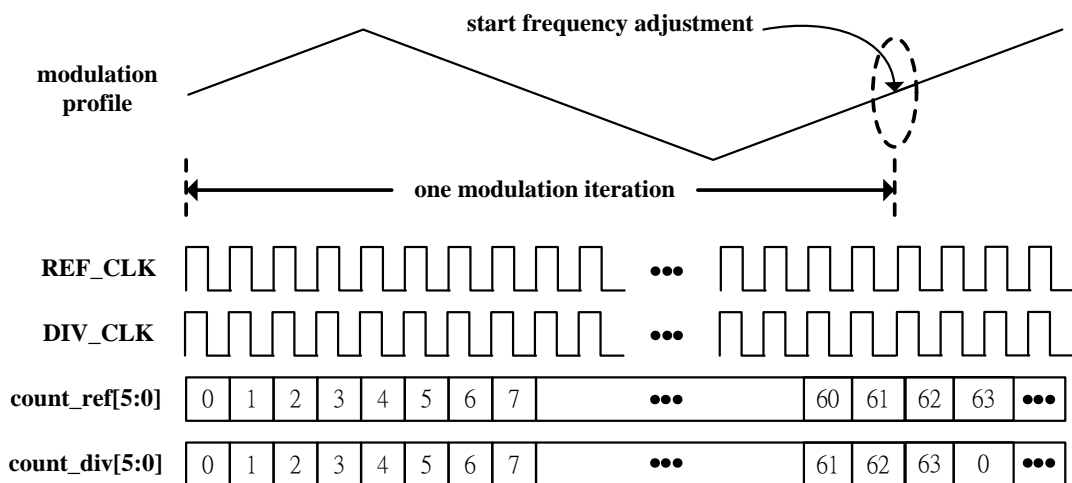 start frequency adjustment
modulation
profile
one modulation iteration
REF_CLK
•••
DIV_CLK
•••
count_ref[5:0] 0 1 2 3 4 5 6 7 ••• 60 61 62 63 •••
count_div[5:0] 0 1 2 3 4 5 6 7 ••• 61 62 63 0 •••